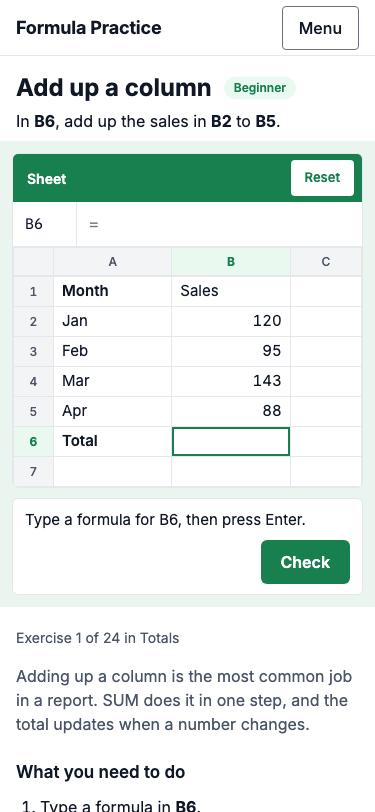 Formula Practice
Menu
Add up a column
Beginner
In B6, add up the sales in B2 to B5.
Sheet
Reset
B6 =
A B C
1 Month Sales
2 Jan 120
3 Feb 95
4 Mar 143
5 Apr 88
6 Total
7
Type a formula for B6, then press Enter.
Check
Exercise 1 of 24 in Totals
Adding up a column is the most common job
in a report. SUM does it in one step, and the
total updates when a number changes.
What you need to do
1. Type a formula in B6.